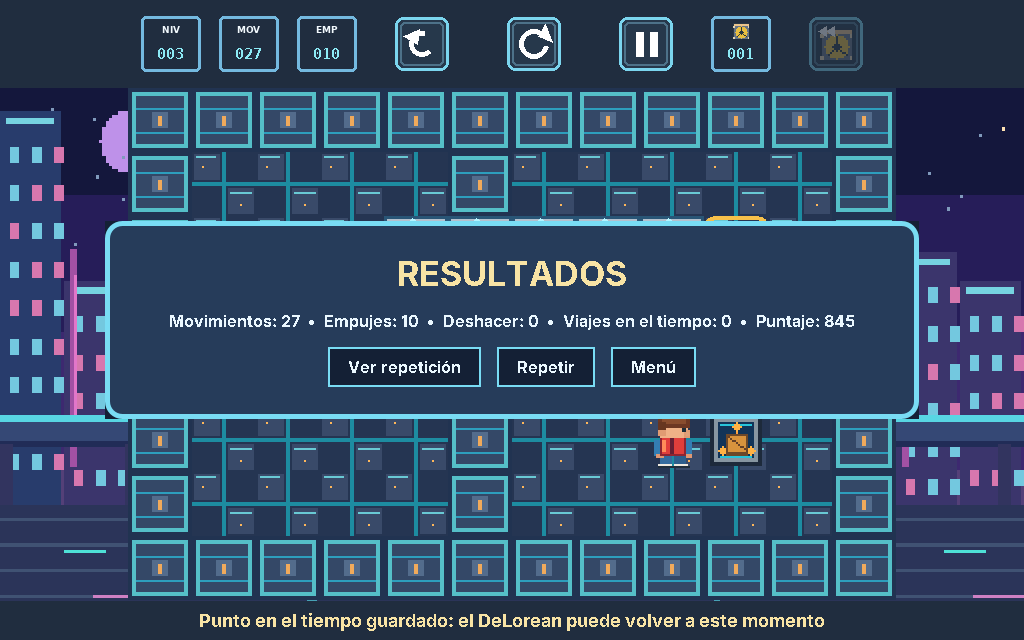 NIV MOV EMP
003 027 010 001
RESULTADOS
Movimientos: 27 • Empujes: 10 • Deshacer: 0 • Viajes en el tiempo: 0 • Puntaje: 845
Ver repetición Repetir Menú
Punto en el tiempo guardado: el DeLorean puede volver a este momento